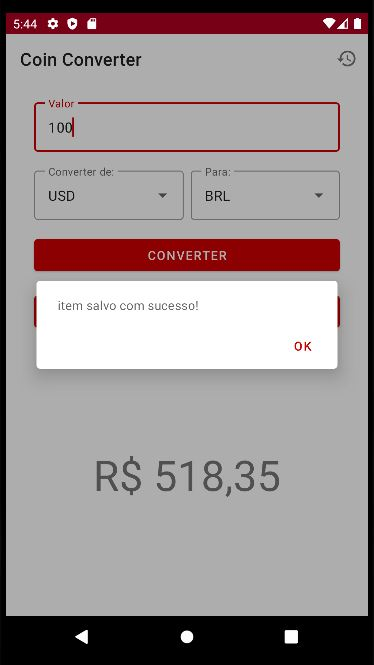 5:44
Coin Converter
Valor
100
Converter de:
Para:
USD
BRL
CONVERTER
item salvo com sucesso!
OK
R$ 518,35